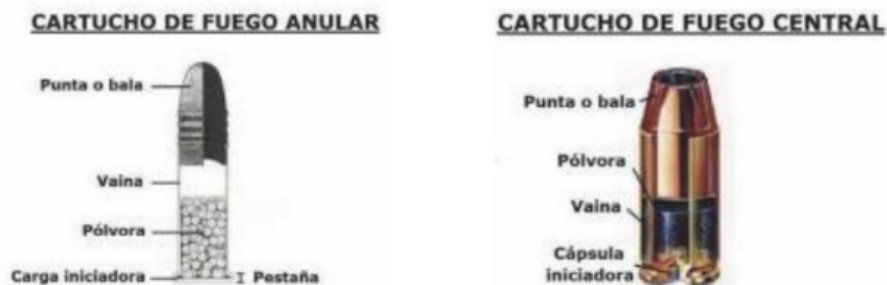 CARTUCHO DE FUEGO ANULAR
Punta o bala
Vaina
Pólvora
Carga iniciadora
Pestaña
CARTUCHO DE FUEGO CENTRAL
Punta o bala
Pólvora
Vaina
Cápsula
iniciadora